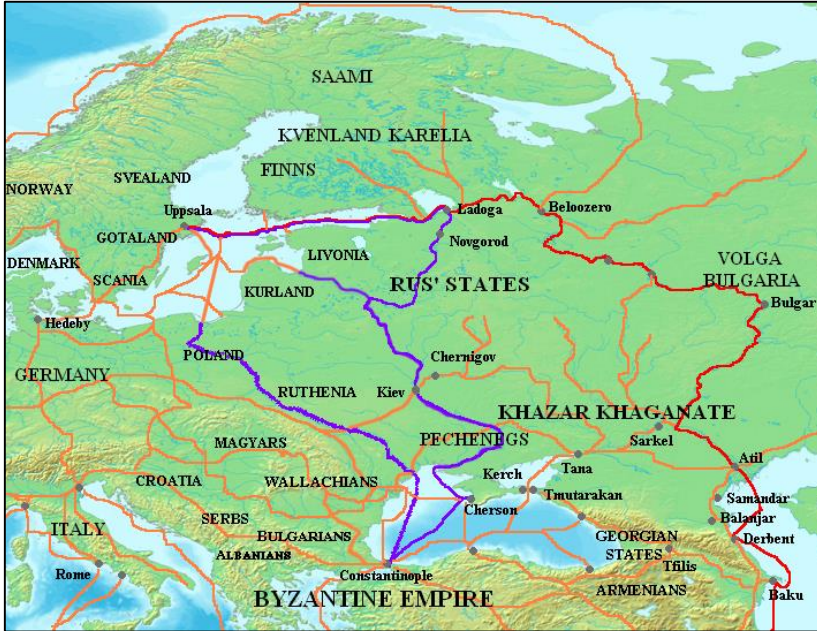 SAAMI
KVENLAND KARELIA
FINNS
SVEALAND
NORWAY
Uppsala
Ladoga
Beloozero
GOTALAND
Novgorod
LIVONIA
VOLGA
BULGARIA
DENMARK
SCANIA
KURLAND
RUS' STATES
Bulgar
Hedeby
POLAND
Chernigov
GERMANY
RUTHENIA
Kiev
KHAZAR KHAGANATE
Sarkel
MAGYARS
PECHENEGS
Atil
Tana
CROATIA
WALLACHIANS
Kerch
Tmutarakan
Samandar
Cherson
Balanjar
SERBS
ITALY
BULGARIANS
GEORGIAN
STATES
Derbent
ALBANIANS
Tfilis
Rome
Constantinople
ARMENIANS
Baku
BYZANTINE EMPIRE